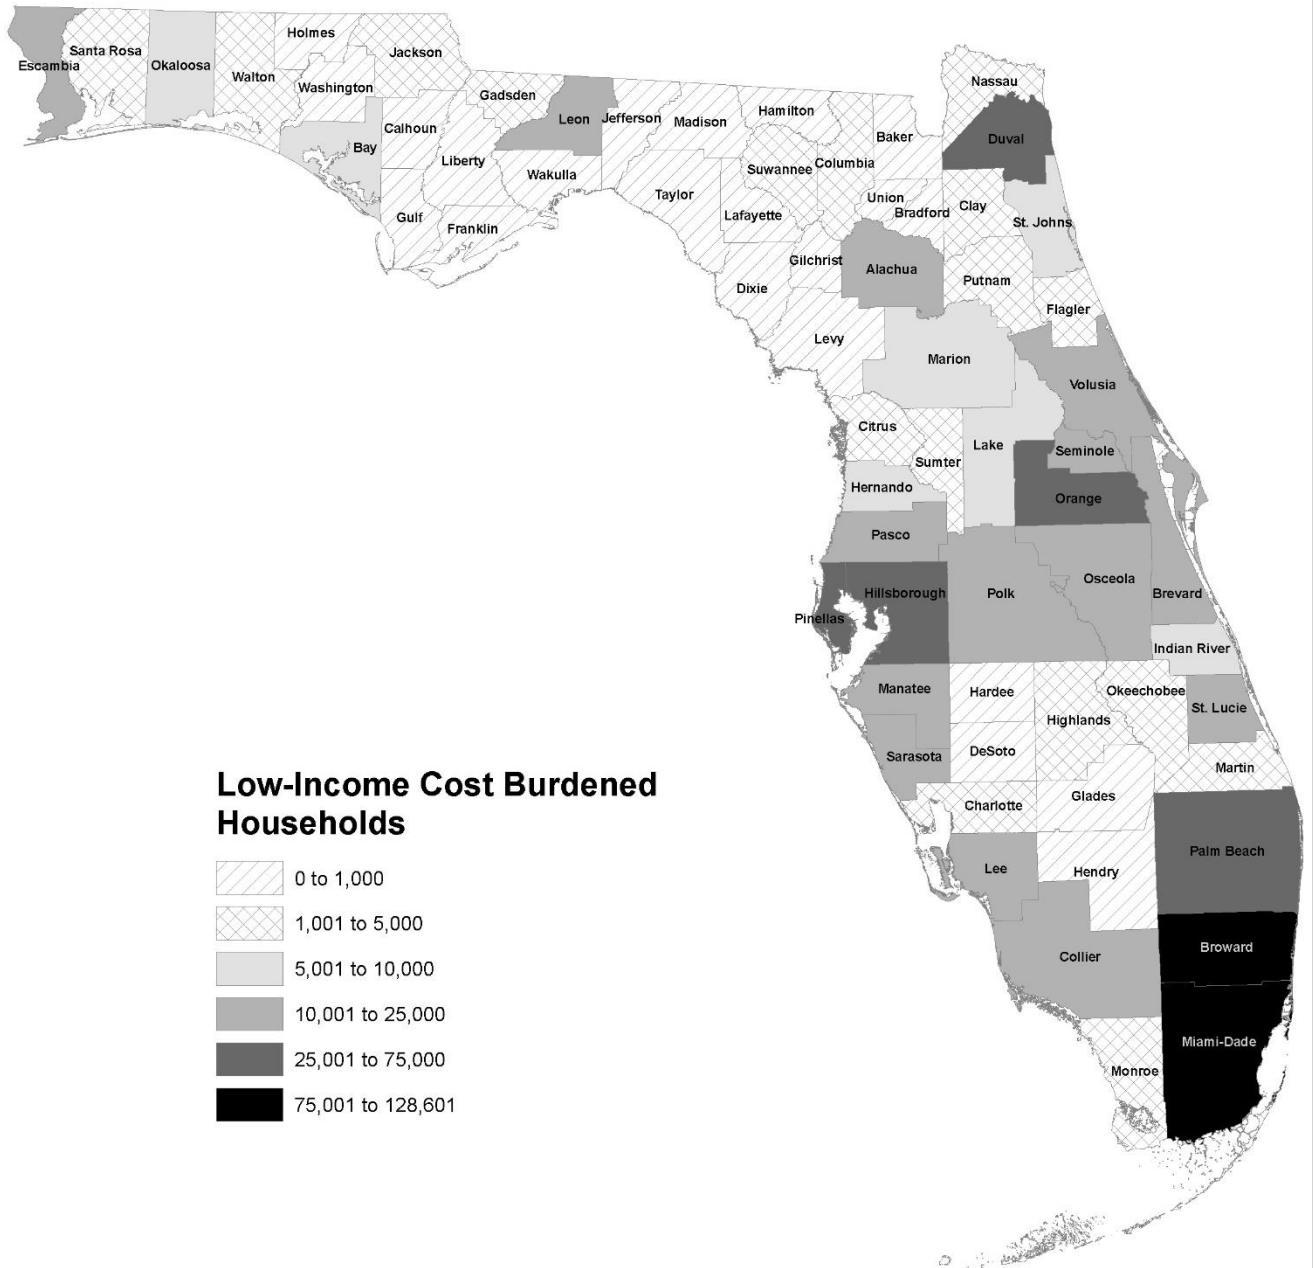 Holmes
Santa Rosa
Jackson
Escambia
Okaloosa
Walton
Washington
Gadsden
Nassau
Calhoun
Leon
Jefferson
Madison
Hamilton
Baker
Duval
Bay
Liberty
Wakulla
Suwannee
Columbia
Taylor
Union
Bradford
Clay
St. Johns
Gulf
Franklin
Lafayette
Gilchrist
Alachua
Putnam
Dixie
Flagler
Levy
Marion
Volusia
Citrus
Lake
Seminole
Sumter
Hernando
Orange
Pasco
Osceola
Hillsborough
Polk
Brevard
Pinellas
Indian River
Manatee
Hardee
Okeechobee
St. Lucie
Highlands
Sarasota
DeSoto
Martin
Charlotte
Glades
Palm Beach
Lee
Hendry
Broward
Collier
Miami-Dade
Monroe
Low-Income Cost Burdened
Households
0 to 1,000
1,001 to 5,000
5,001 to 10,000
10,001 to 25,000
25,001 to 75,000
75,001 to 128,601